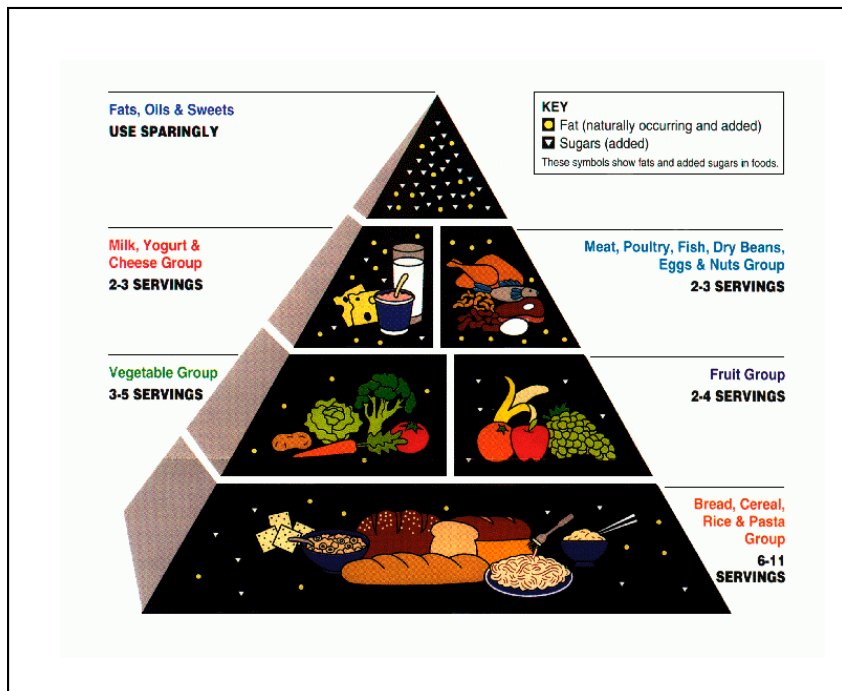 Fats, Oils & Sweets
USE SPARINGLY
KEY
Fat (naturally occurring and added)
Sugars (added)
These symbols show fats and added sugars in foods.
Milk, Yogurt &
Cheese Group
2-3 SERVINGS
Meat, Poultry, Fish, Dry Beans,
Eggs & Nuts Group
2-3 SERVINGS
Vegetable Group
3-5 SERVINGS
Fruit Group
2-4 SERVINGS
Bread, Cereal,
Rice & Pasta
Group
6-11
SERVINGS